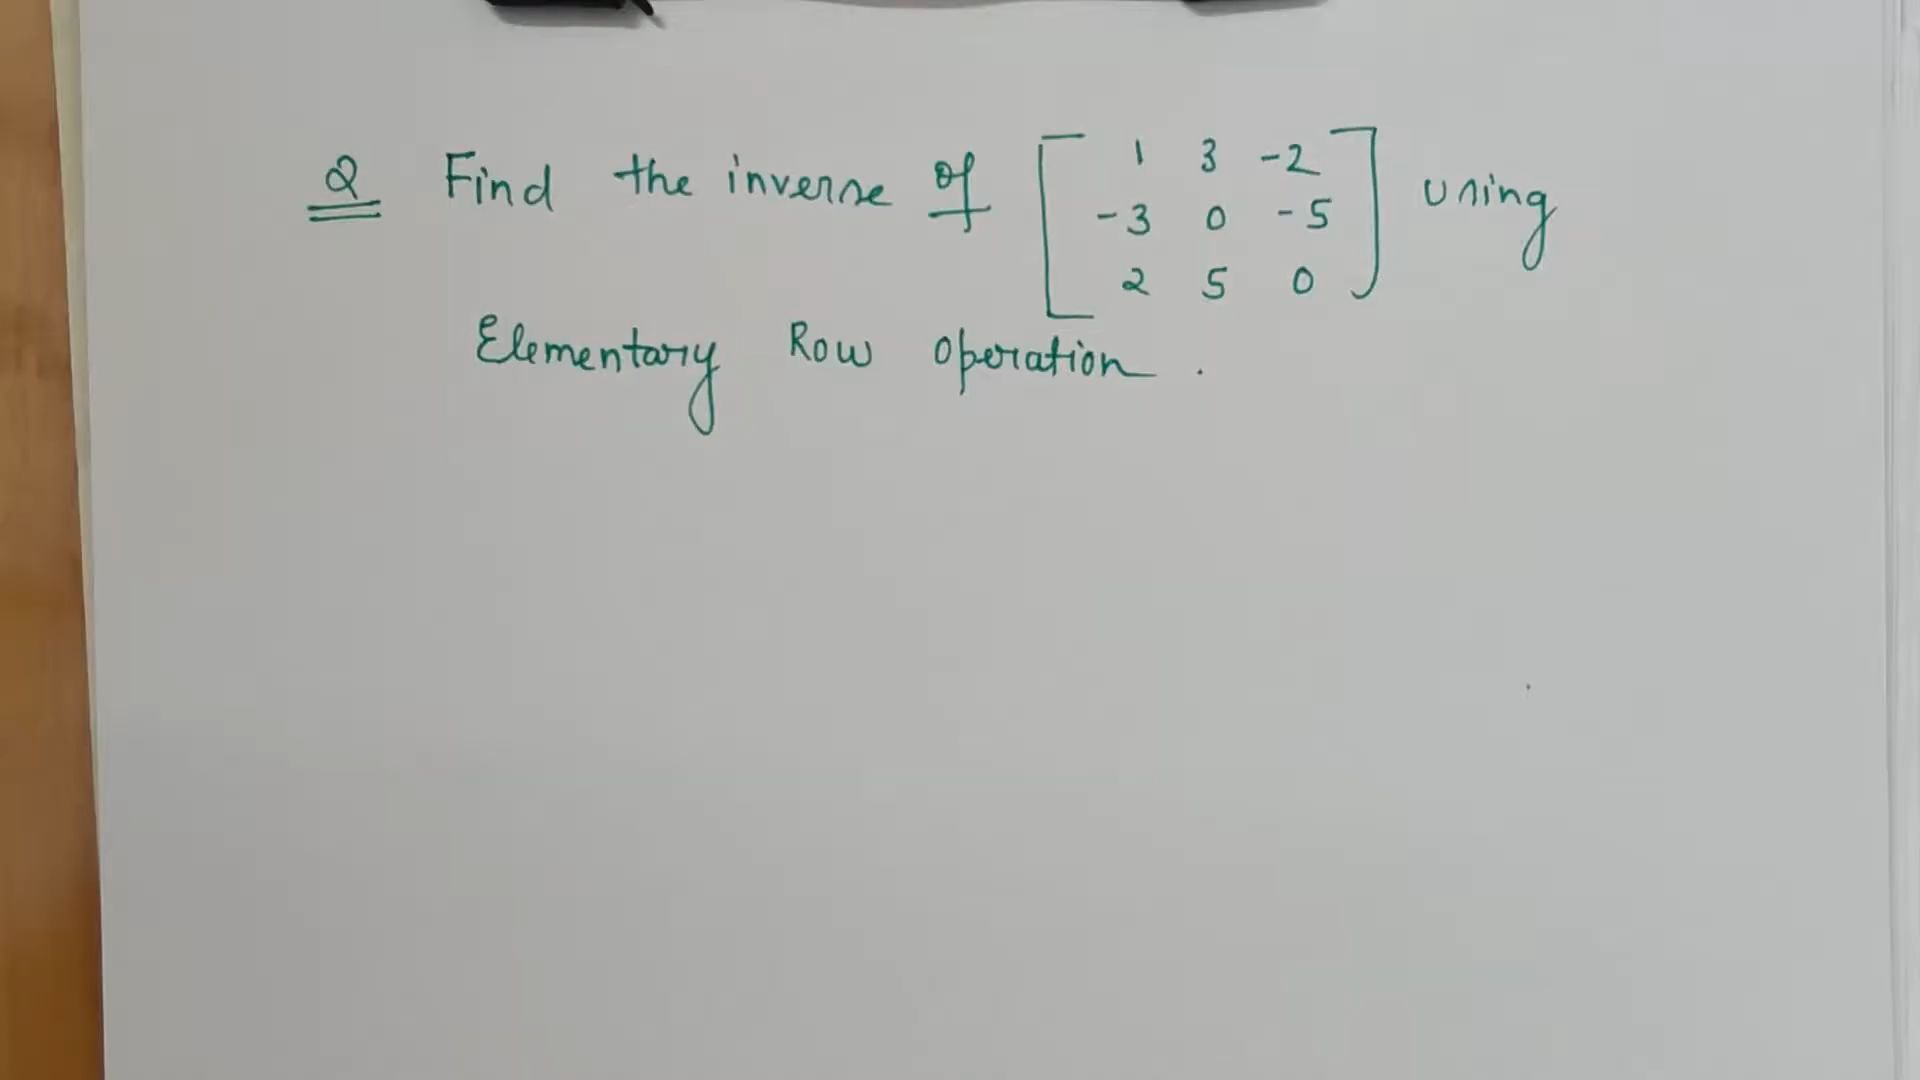 Q Find the inverse of [ 1 3 -2 ] using
-3 0 -5
2 5 0
Elementary Row operation .